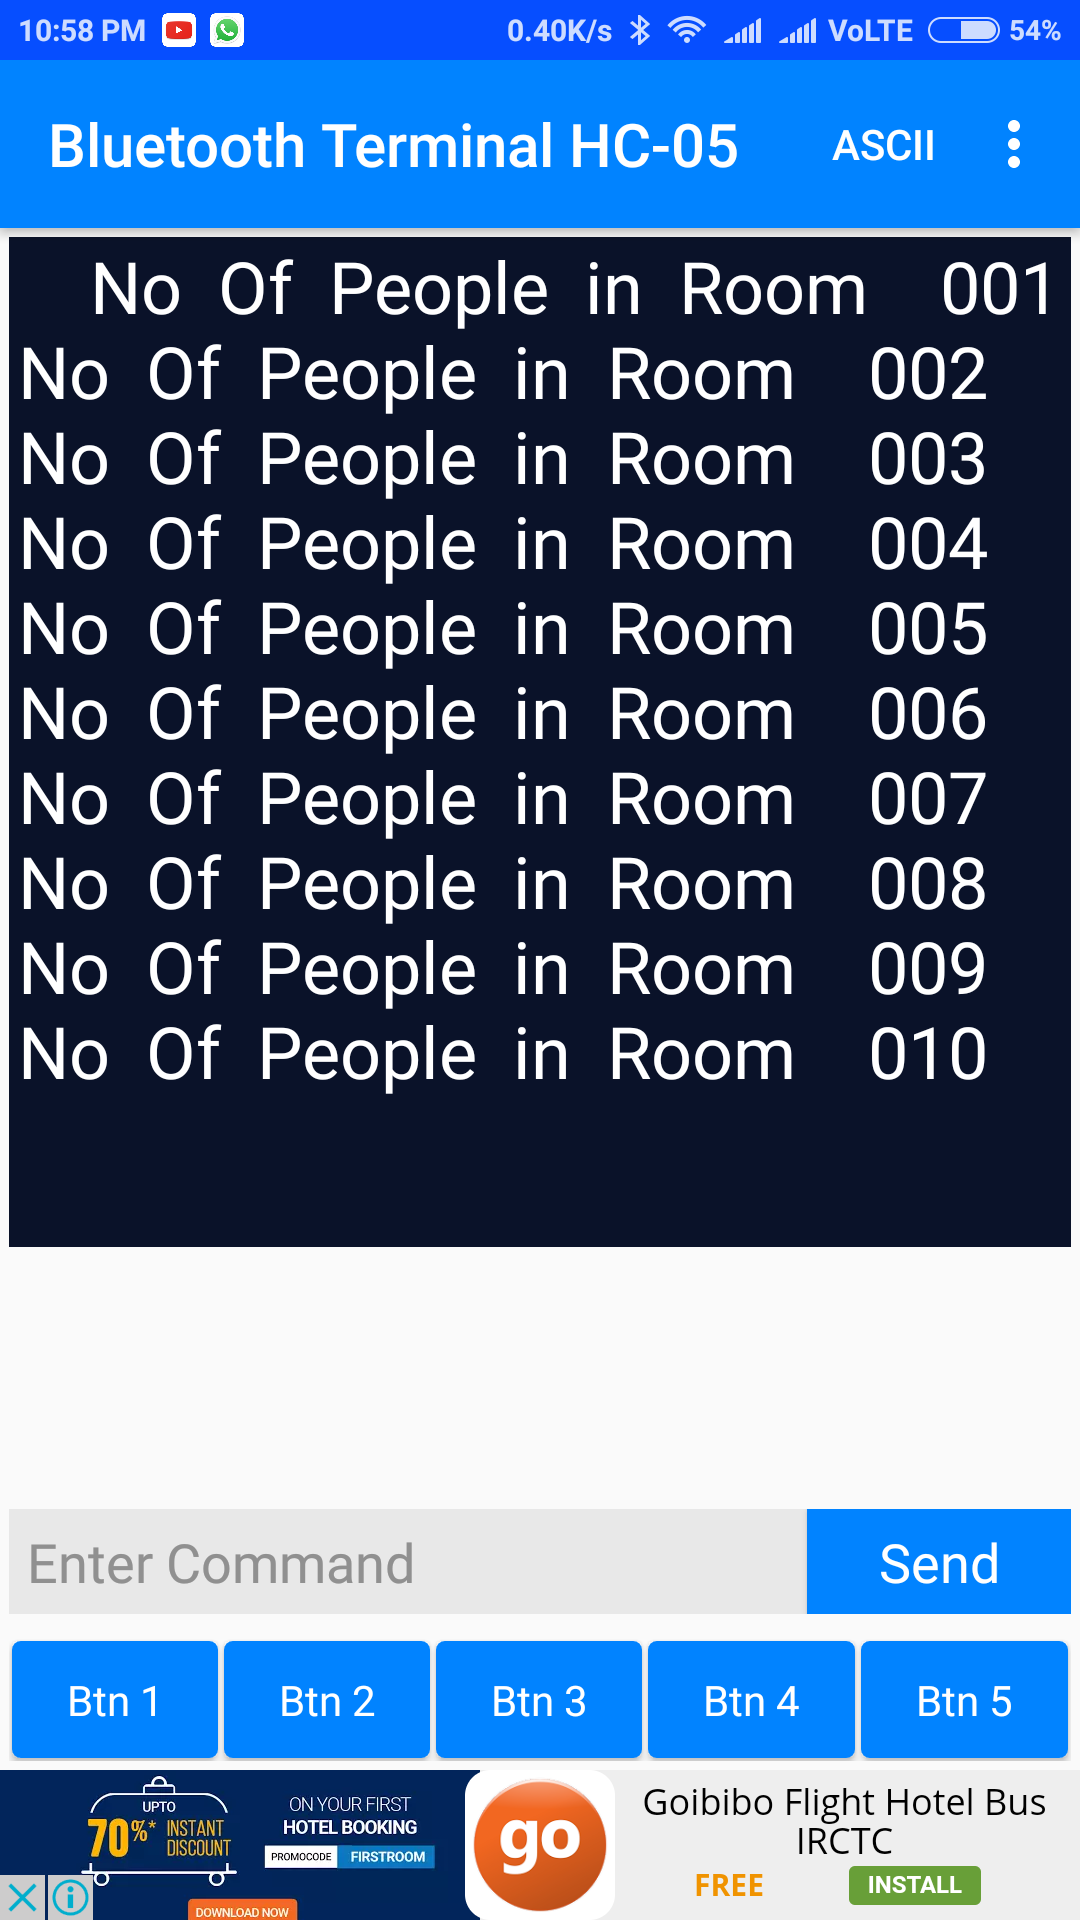 10:58 PM 0.40K/s VoLTE 54%
Bluetooth Terminal HC-05 ASCII
No Of People in Room 001
No Of People in Room 002
No Of People in Room 003
No Of People in Room 004
No Of People in Room 005
No Of People in Room 006
No Of People in Room 007
No Of People in Room 008
No Of People in Room 009
No Of People in Room 010
Enter Command Send
Btn 1 Btn 2 Btn 3 Btn 4 Btn 5
UPTO
70%* INSTANT
DISCOUNT
ON YOUR FIRST
HOTEL BOOKING
PROMOCODE FIRSTROOM
DOWNLOAD NOW
go
Goibibo Flight Hotel Bus
IRCTC
FREE INSTALL